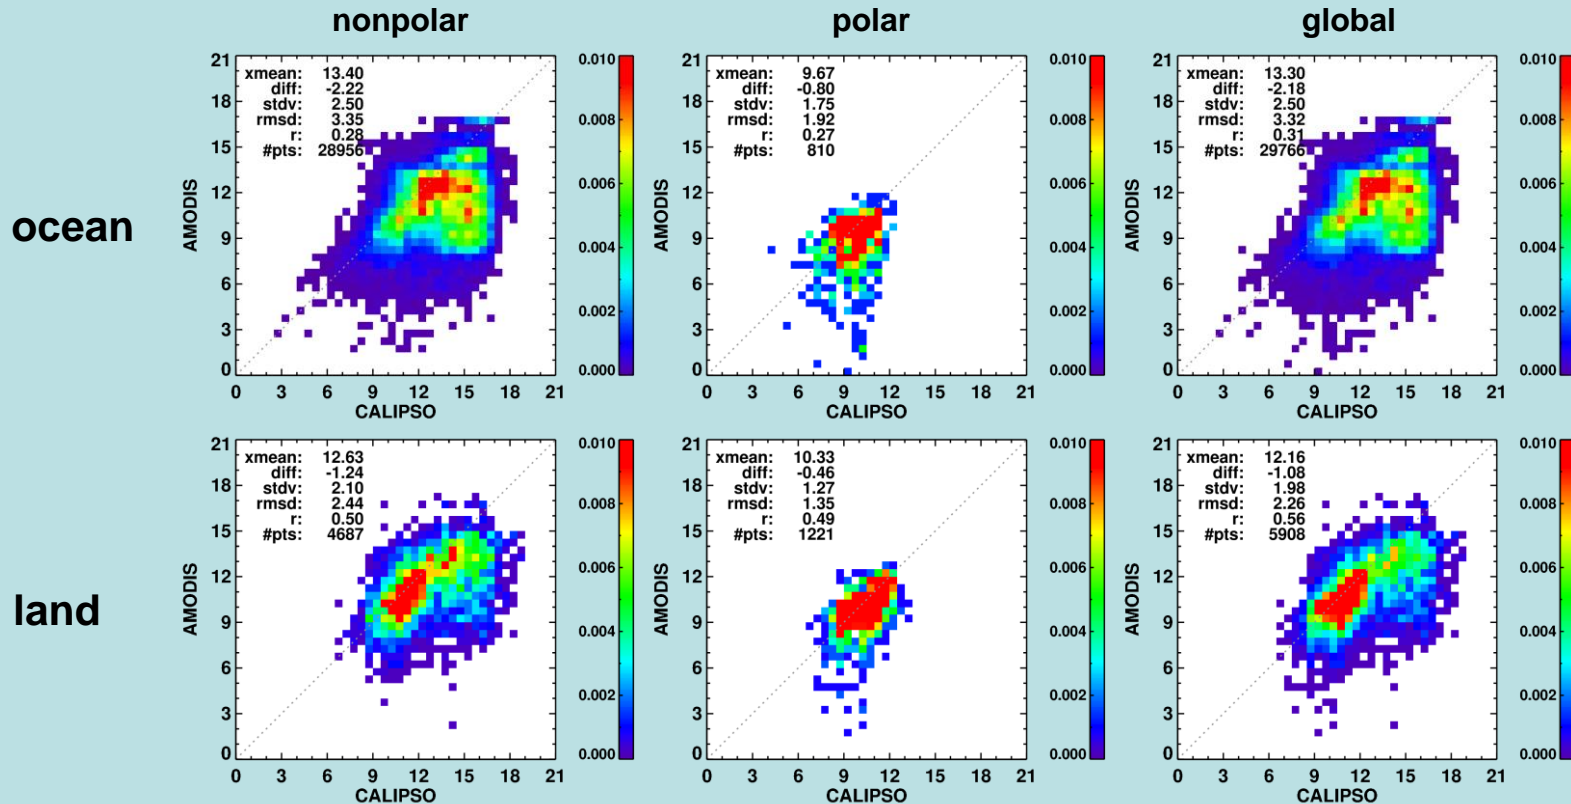 nonpolar polar global
ocean
land
21
18
15
12
9
6
3
0
AMODIS
xmean: 13.40
diff: -2.22
stdv: 2.50
rmsd: 3.35
r: 0.28
#pts: 28956
0 3 6 9 12 15 18 21
CALIPSO
0.010
0.008
0.006
0.004
0.002
0.000
21
18
15
12
9
6
3
0
AMODIS
xmean: 9.67
diff: -0.80
stdv: 1.75
rmsd: 1.92
r: 0.27
#pts: 810
0 3 6 9 12 15 18 21
CALIPSO
0.010
0.008
0.006
0.004
0.002
0.000
21
18
15
12
9
6
3
0
AMODIS
xmean: 13.30
diff: -2.18
stdv: 2.50
rmsd: 3.32
r: 0.31
#pts: 29766
0 3 6 9 12 15 18 21
CALIPSO
0.010
0.008
0.006
0.004
0.002
0.000
21
18
15
12
9
6
3
0
AMODIS
xmean: 12.63
diff: -1.24
stdv: 2.10
rmsd: 2.44
r: 0.50
#pts: 4687
0 3 6 9 12 15 18 21
CALIPSO
0.010
0.008
0.006
0.004
0.002
0.000
21
18
15
12
9
6
3
0
AMODIS
xmean: 10.33
diff: -0.46
stdv: 1.27
rmsd: 1.35
r: 0.49
#pts: 1221
0 3 6 9 12 15 18 21
CALIPSO
0.010
0.008
0.006
0.004
0.002
0.000
21
18
15
12
9
6
3
0
AMODIS
xmean: 12.16
diff: -1.08
stdv: 1.98
rmsd: 2.26
r: 0.56
#pts: 5908
0 3 6 9 12 15 18 21
CALIPSO
0.010
0.008
0.006
0.004
0.002
0.000